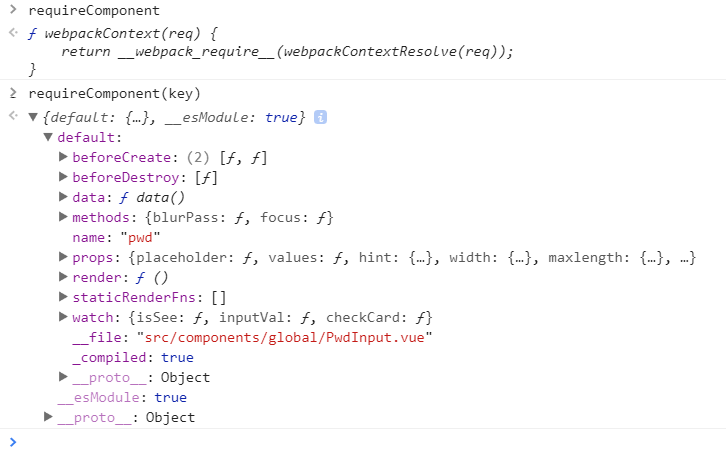 requireComponent
ƒ webpackContext(req) {
return __webpack_require__(webpackContextResolve(req));
}
requireComponent(key)
{default: {…}, __esModule: true} i
default:
beforeCreate: (2) [ƒ, ƒ]
beforeDestroy: [ƒ]
data: ƒ data()
methods: {blurPass: ƒ, focus: ƒ}
name: "pwd"
props: {placeholder: ƒ, values: ƒ, hint: {…}, width: {…}, maxlength: {…}, …}
render: ƒ ()
staticRenderFns: []
watch: {isSee: ƒ, inputVal: ƒ, checkCard: ƒ}
__file: "src/components/global/PwdInput.vue"
_compiled: true
__proto__: Object
__esModule: true
__proto__: Object